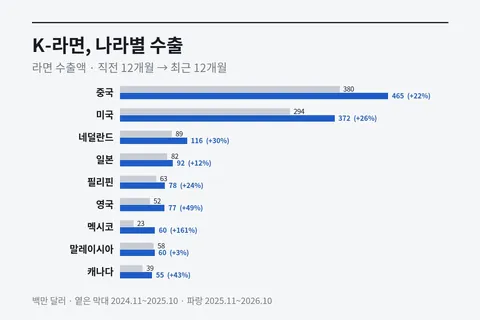 K-라면, 나라별 수출
라면 수출액 · 직전 12개월 → 최근 12개월
중국 380 465 (+22%)
미국 294 372 (+26%)
네덜란드 89 116 (+30%)
일본 82 92 (+12%)
필리핀 63 78 (+24%)
영국 52 77 (+49%)
멕시코 23 60 (+161%)
말레이시아 58 60 (+3%)
캐나다 39 55 (+43%)
백만 달러 · 옅은 막대 2024.11~2025.10 · 파랑 2025.11~2026.10